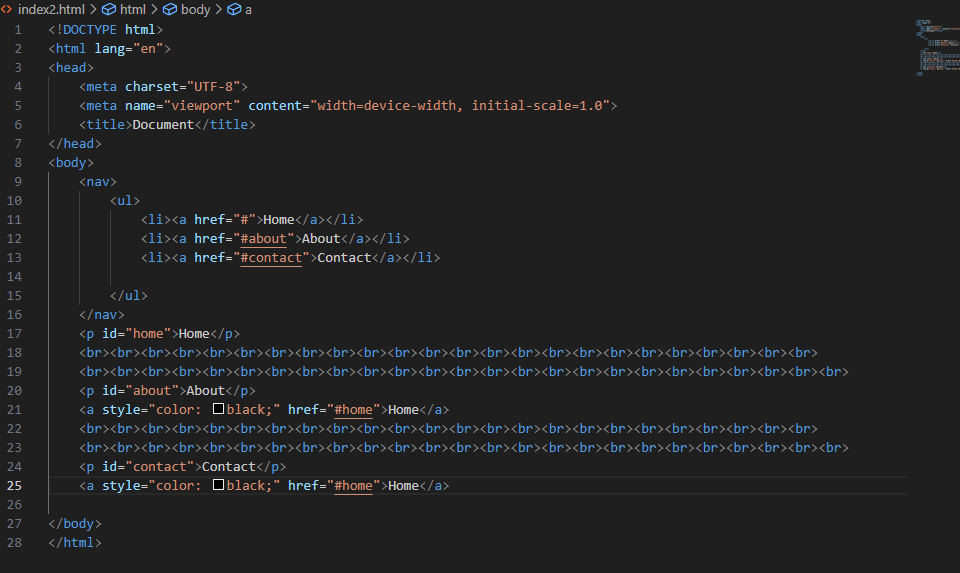 index2.html > html > body > a
1 <!DOCTYPE html>
2 <html lang="en">
3 <head>
4 <meta charset="UTF-8">
5 <meta name="viewport" content="width=device-width, initial-scale=1.0">
6 <title>Document</title>
7 </head>
8 <body>
9 <nav>
10 <ul>
11 <li><a href="#">Home</a></li>
12 <li><a href="#about">About</a></li>
13 <li><a href="#contact">Contact</a></li>
14
15 </ul>
16 </nav>
17 <p id="home">Home</p>
18 <br><br><br><br><br><br><br><br><br><br><br><br><br><br><br><br><br><br><br><br><br><br><br><br>
19 <br><br><br><br><br><br><br><br><br><br><br><br><br><br><br><br><br><br><br><br><br><br><br><br><br>
20 <p id="about">About</p>
21 <a style="color: black;" href="#home">Home</a>
22 <br><br><br><br><br><br><br><br><br><br><br><br><br><br><br><br><br><br><br><br><br><br><br><br>
23 <br><br><br><br><br><br><br><br><br><br><br><br><br><br><br><br><br><br><br><br><br><br><br><br><br>
24 <p id="contact">Contact</p>
25 <a style="color: black;" href="#home">Home</a>
26
27 </body>
28 </html>